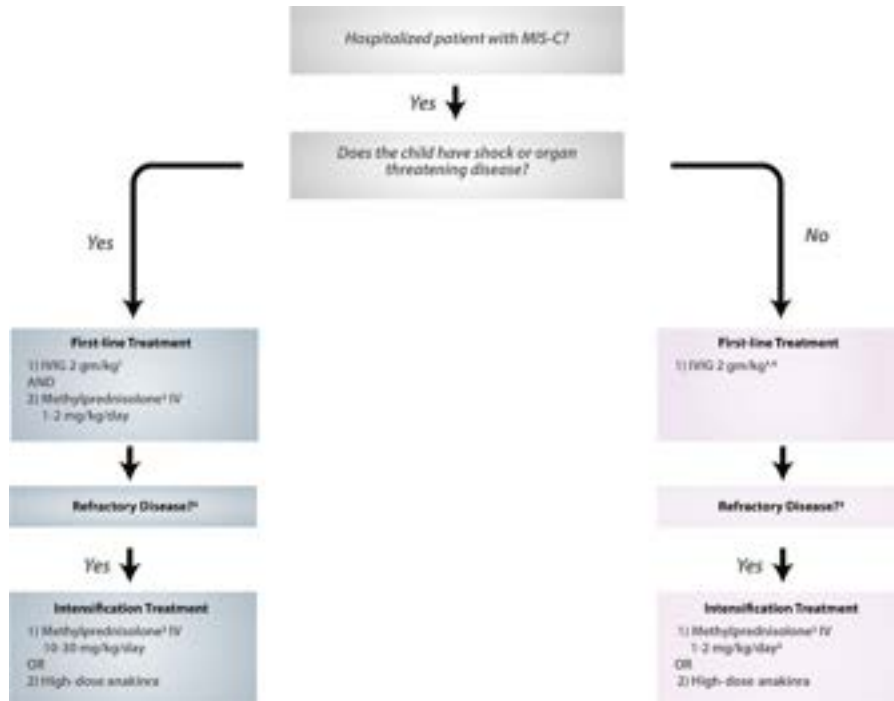 Hospitalized patient with MIS-C?
Yes
Does the child have shock or organ
threatening disease?
Yes
No
First-line Treatment
1) IVIG 2 gm/kg
AND
2) Methylprednisolone IV
1-2 mg/kg/day
First-line Treatment
1) IVIG 2 gm/kg
Refractory Disease?
Refractory Disease?
Yes
Yes
Intensification Treatment
1) Methylprednisolone IV
10-30 mg/kg/day
OR
2) High-dose anakinra
Intensification Treatment
1) Methylprednisolone IV
1-2 mg/kg/day
OR
2) High-dose anakinra